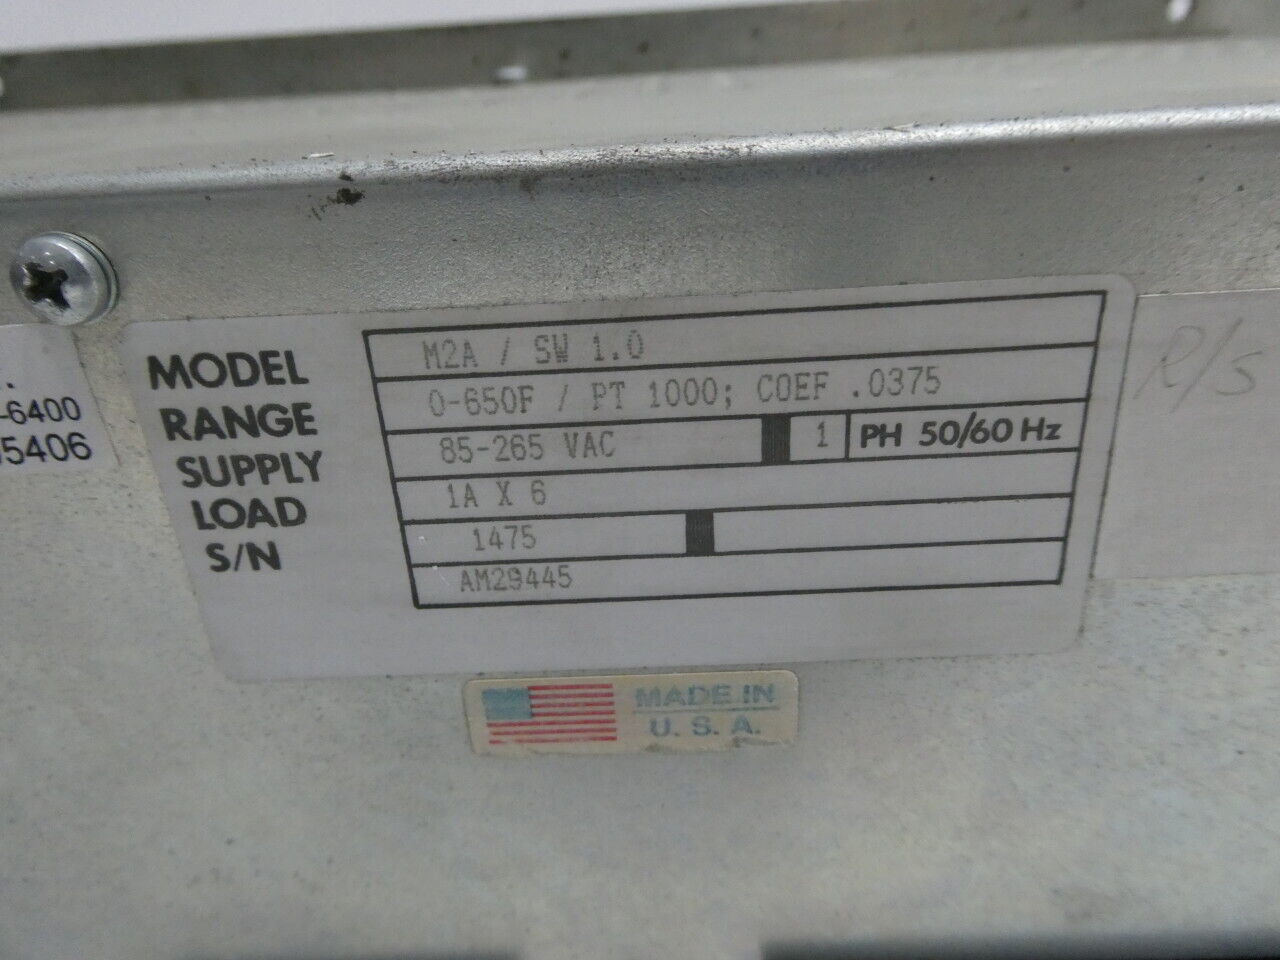 MODEL M2A / SW 1.0
RANGE 0-650F / PT 1000; COEF .0375
SUPPLY 85-265 VAC 1 PH 50/60 Hz
LOAD 1A X 6
S/N 1475
AM29445
-6400
5406
MADE IN
U. S. A.
R/S